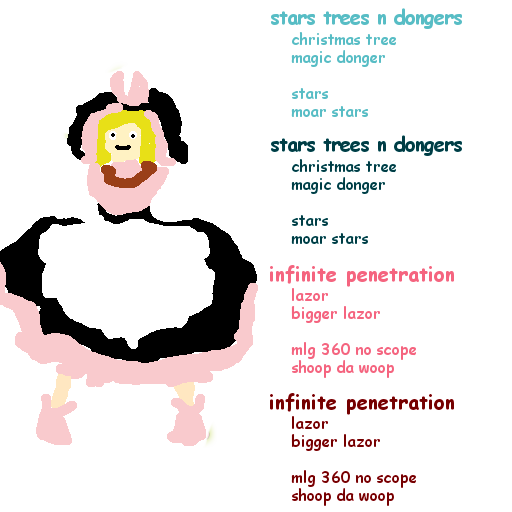 stars trees n dongers
christmas tree
magic donger
stars
moar stars
stars trees n dongers
christmas tree
magic donger
stars
moar stars
infinite penetration
lazor
bigger lazor
mlg 360 no scope
shoop da woop
infinite penetration
lazor
bigger lazor
mlg 360 no scope
shoop da woop